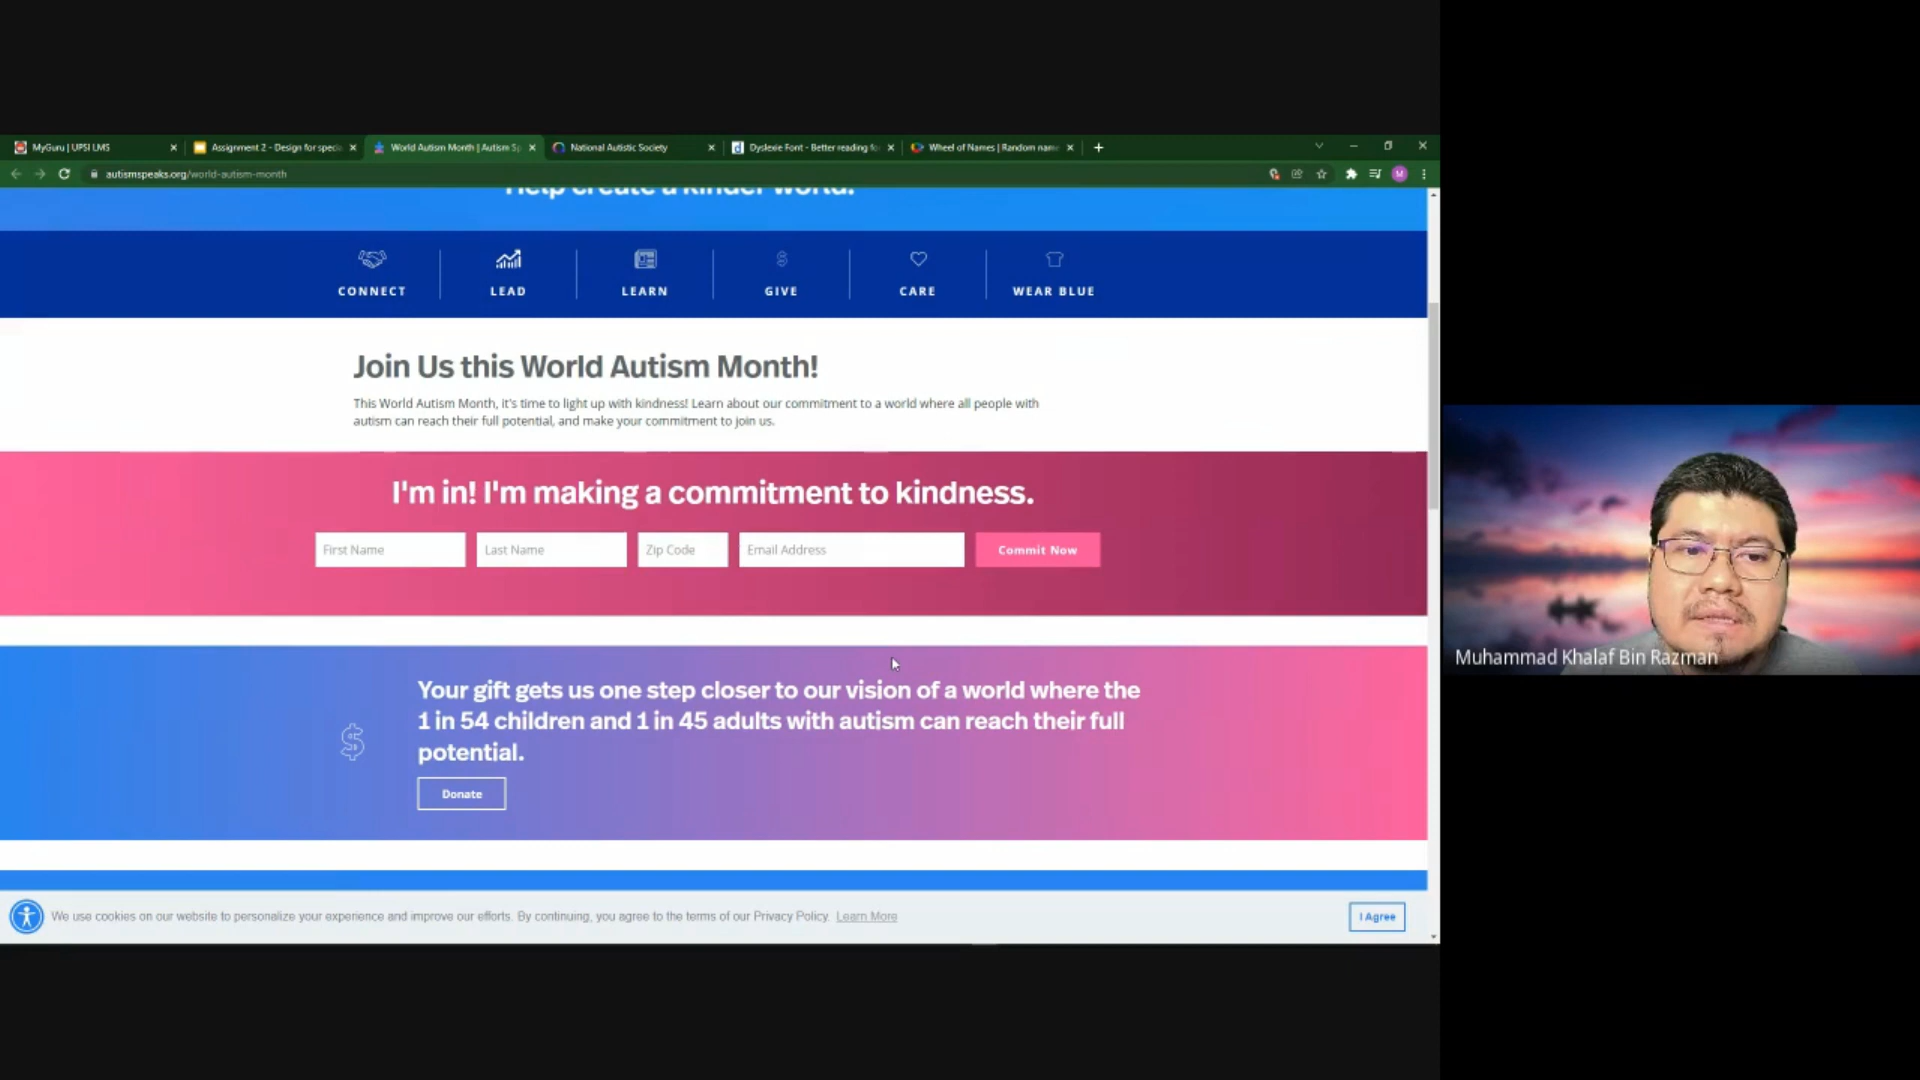 MyGuru | UPSI LMS
Assignment 2 - Design for specia
World Autism Month | Autism Sp
National Autistic Society
Dyslexie Font - Better reading fo
Wheel of Names | Random name
autismspeaks.org/world-autism-month
M
Help create a kinder world.
CONNECT
LEAD
LEARN
GIVE
CARE
WEAR BLUE
Join Us this World Autism Month!
This World Autism Month, it's time to light up with kindness! Learn about our commitment to a world where all people with
autism can reach their full potential, and make your commitment to join us.
I'm in! I'm making a commitment to kindness.
First Name
Last Name
Zip Code
Email Address
Commit Now
Your gift gets us one step closer to our vision of a world where the
1 in 54 children and 1 in 45 adults with autism can reach their full
potential.
Donate
We use cookies on our website to personalize your experience and improve our efforts. By continuing, you agree to the terms of our Privacy Policy. Learn More
I Agree
Muhammad Khalaf Bin Razman